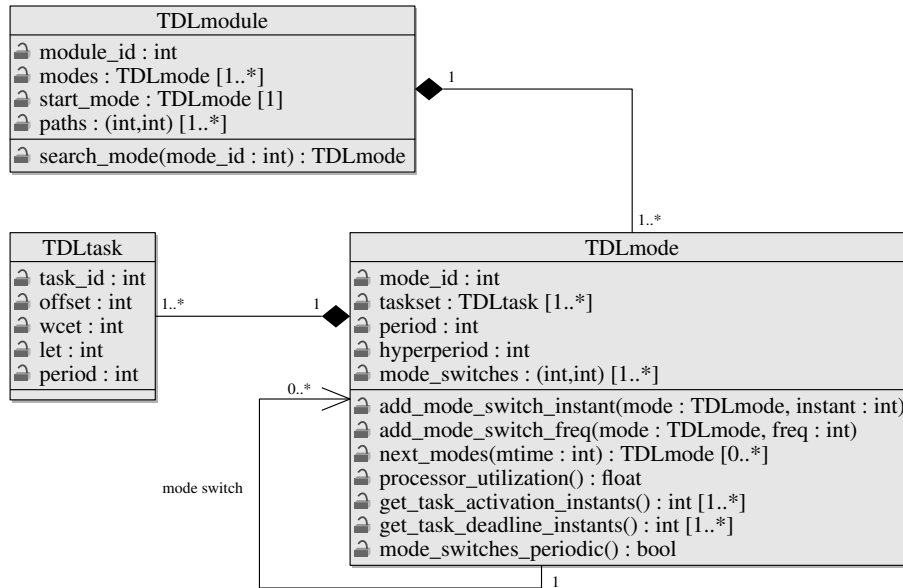 TDLmodule
module_id : int
modes : TDLmode [1..*]
start_mode : TDLmode [1]
paths : (int,int) [1..*]
search_mode(mode_id : int) : TDLmode
1
1..*
TDLtask
task_id : int
offset : int
wcet : int
let : int
period : int
1..*
1
TDLmode
mode_id : int
taskset : TDLtask [1..*]
period : int
hyperperiod : int
mode_switches : (int,int) [1..*]
add_mode_switch_instant(mode : TDLmode, instant : int)
add_mode_switch_freq(mode : TDLmode, freq : int)
next_modes(mtime : int) : TDLmode [0..*]
processor_utilization() : float
get_task_activation_instants() : int [1..*]
get_task_deadline_instants() : int [1..*]
mode_switches_periodic() : bool
0..*
mode switch
1